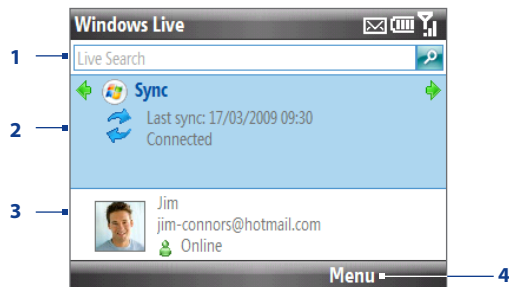 Windows Live
1
Live Search
Sync
2
Last sync: 17/03/2009 09:30
Connected
3
Jim
jim-connors@hotmail.com
Online
Menu
4